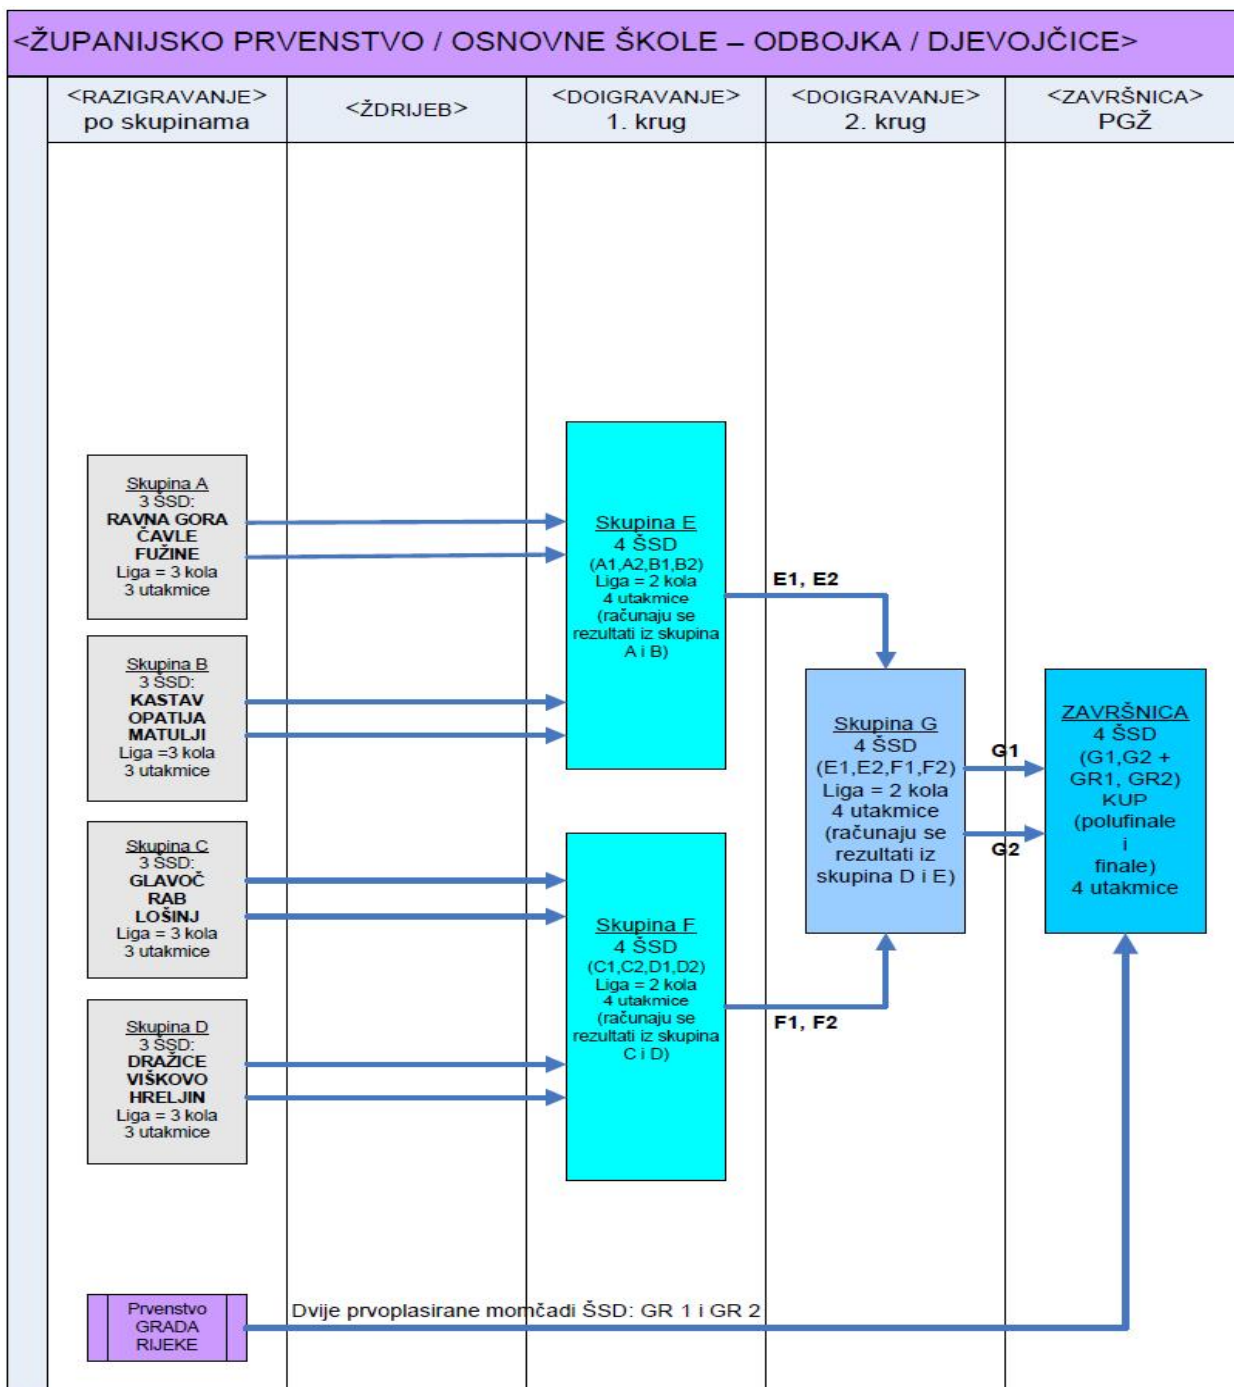 <ŽUPANIJSKO PRVENSTVO / OSNOVNE ŠKOLE – ODBOJKA / DJEVOJČICE>
<RAZIGRAVANJE>
po skupinama
<ŽDRIJEB>
<DOIGRAVANJE>
1. krug
<DOIGRAVANJE>
2. krug
<ZAVRŠNICA>
PGŽ
Skupina A
3 ŠSD:
RAVNA GORA
ČAVLE
FUŽINE
Liga = 3 kola
3 utakmice
Skupina B
3 ŠSD:
KASTAV
OPATIJA
MATULJI
Liga =3 kola
3 utakmice
Skupina C
3 ŠSD:
GLAVOČ
RAB
LOŠINJ
Liga = 3 kola
3 utakmice
Skupina D
3 ŠSD:
DRAŽICE
VIŠKOVO
HRELJIN
Liga = 3 kola
3 utakmice
Skupina E
4 ŠSD
(A1,A2,B1,B2)
Liga = 2 kola
4 utakmice
(računaju se
rezultati iz skupina
A i B)
Skupina F
4 ŠSD
(C1,C2,D1,D2)
Liga = 2 kola
4 utakmice
(računaju se
rezultati iz skupina
C i D)
E1, E2
F1, F2
Skupina G
4 ŠSD
(E1,E2,F1,F2)
Liga = 2 kola
4 utakmice
(računaju se
rezultati iz
skupina D i E)
G1
G2
ZAVRŠNICA
4 ŠSD
(G1,G2 +
GR1, GR2)
KUP
(polufinale
i
finale)
4 utakmice
Prvenstvo
GRADA
RIJEKE
Dvije prvoplasirane momčadi ŠSD: GR 1 i GR 2